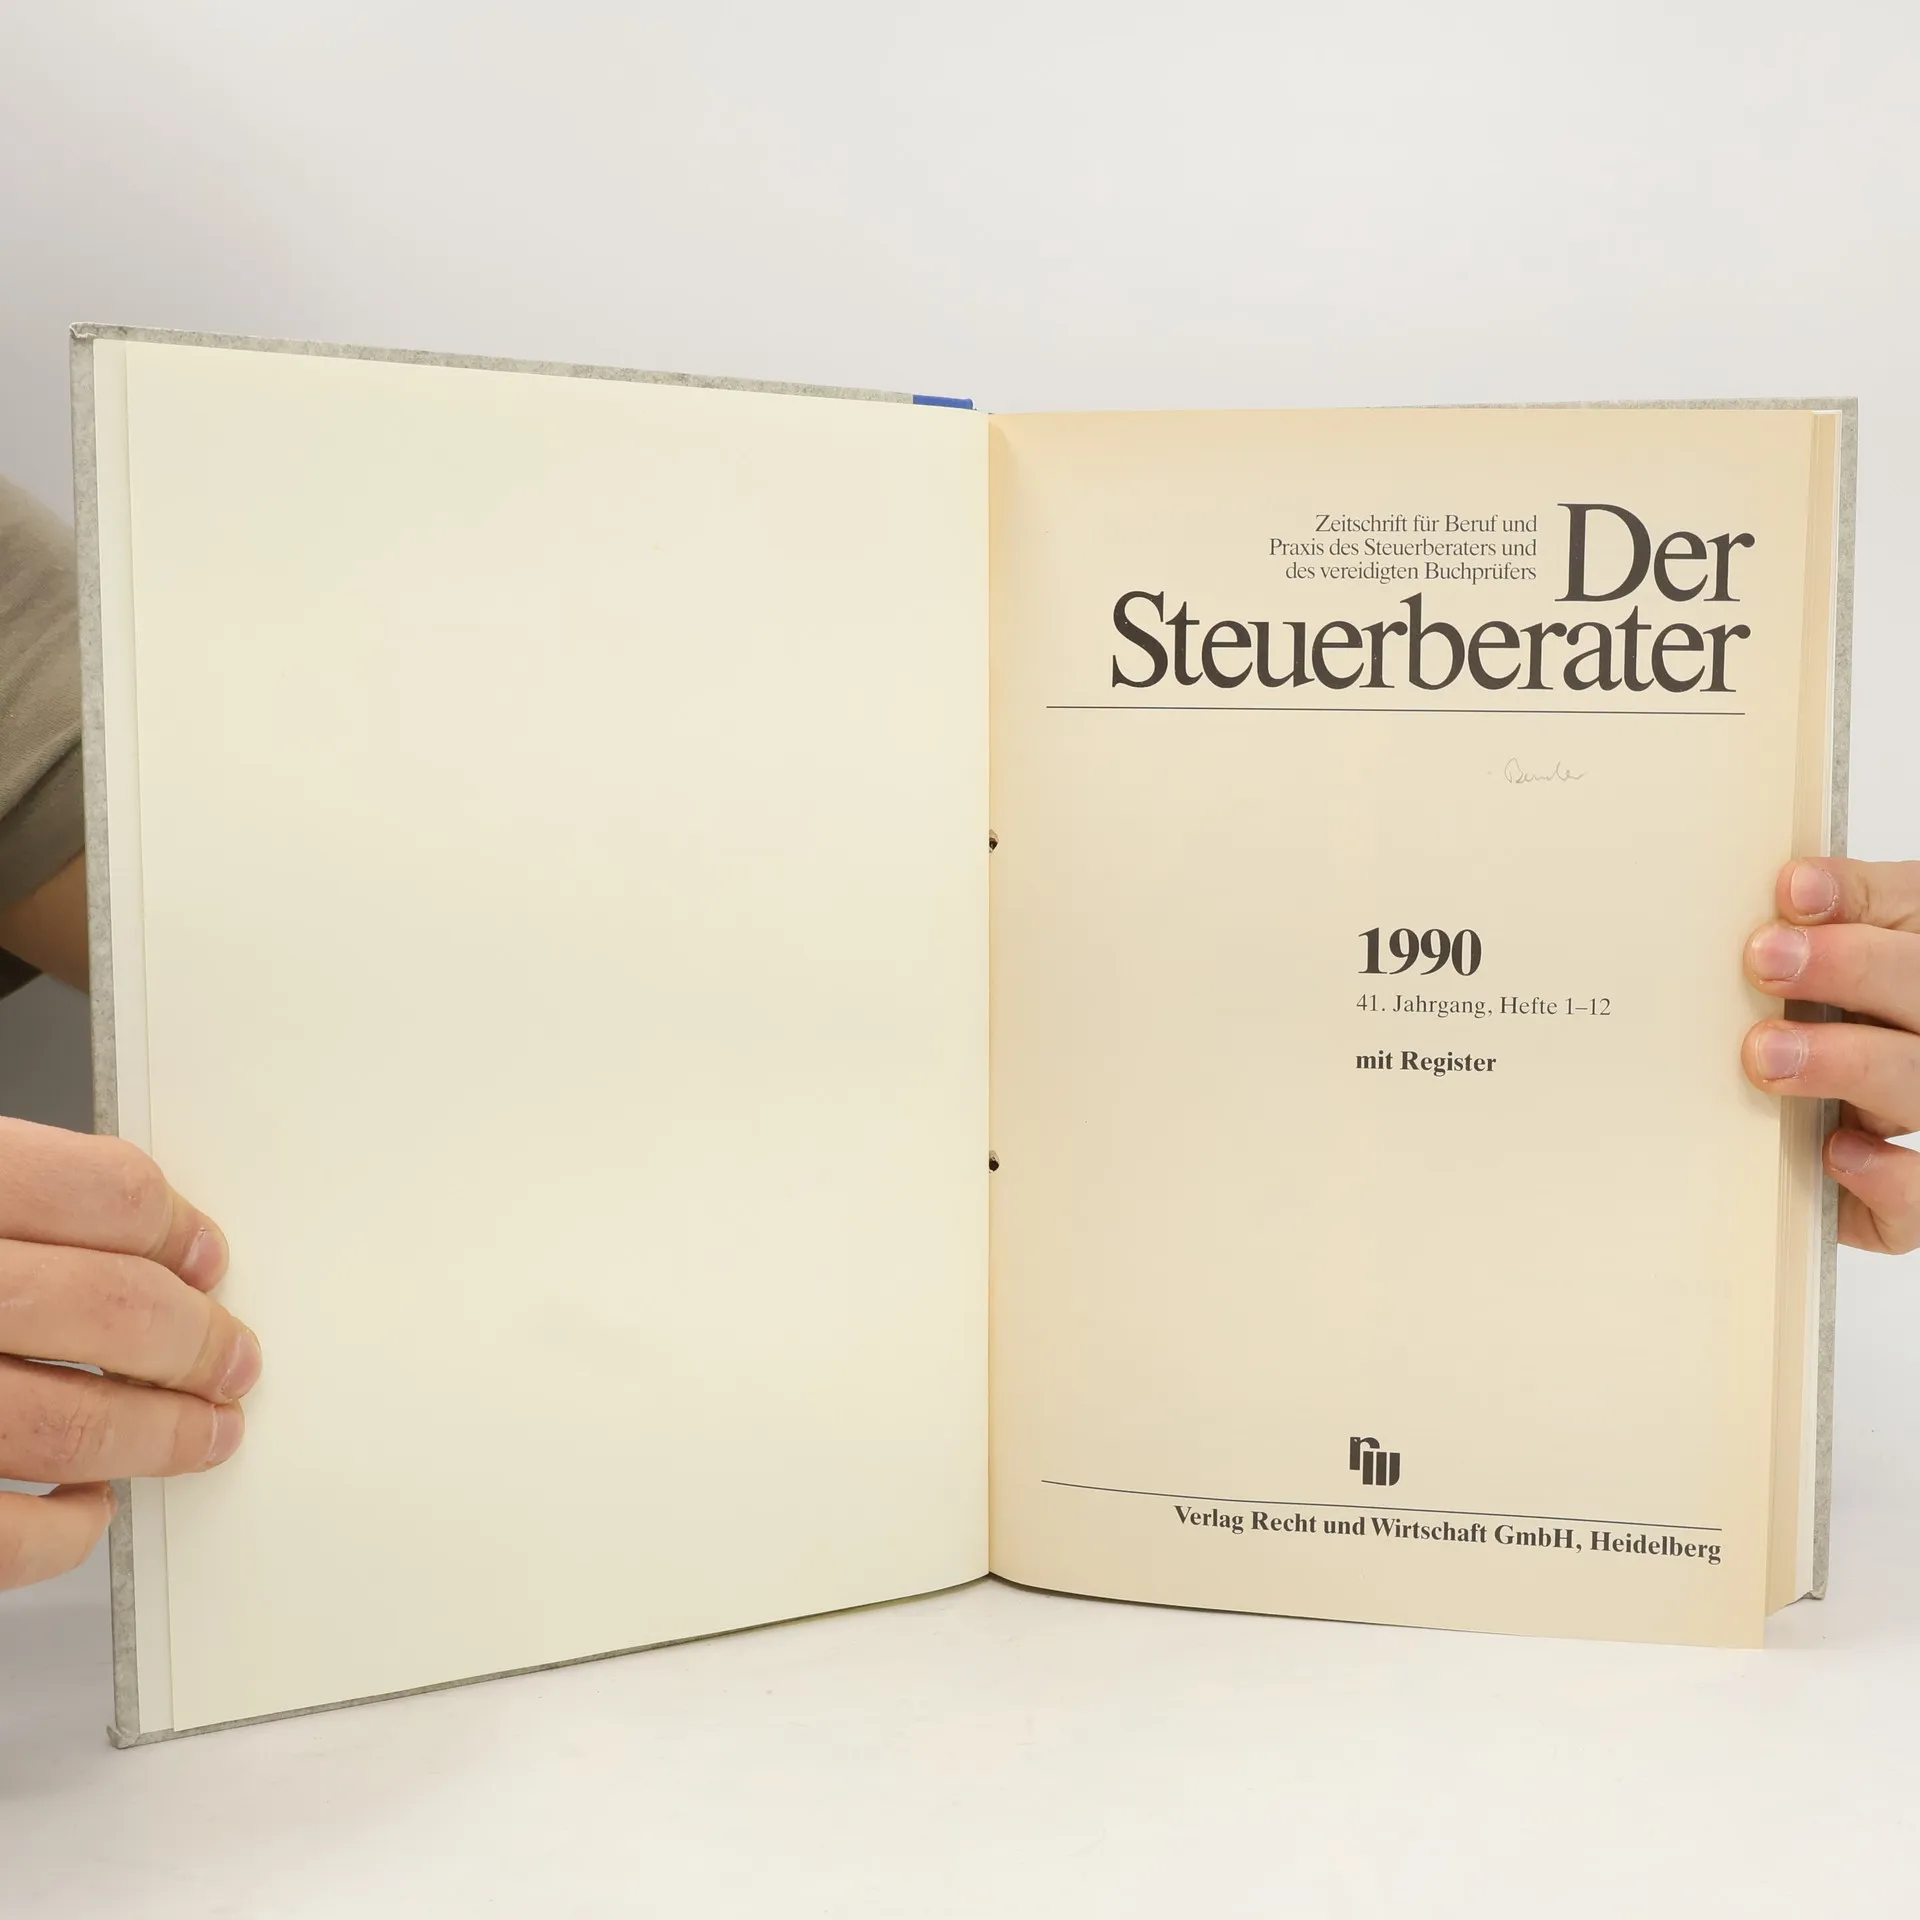 Zeitschrift für Beruf und
Praxis des Steuerberaters und
des vereidigten Buchprüfers
Der
Steuerberater
1990
41. Jahrgang, Hefte 1–12
mit Register
rw
Verlag Recht und Wirtschaft GmbH, Heidelberg